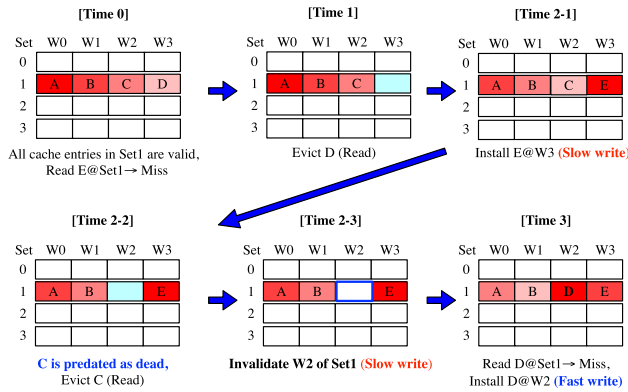 [Time 0]
Set W0 W1 W2 W3
0
1 A B C D
2
3
All cache entries in Set1 are valid,
Read E@Set1→ Miss
[Time 1]
Set W0 W1 W2 W3
0
1 A B C
2
3
Evict D (Read)
[Time 2-1]
Set W0 W1 W2 W3
0
1 A B C E
2
3
Install E@W3 (Slow write)
[Time 2-2]
Set W0 W1 W2 W3
0
1 A B E
2
3
C is predated as dead,
Evict C (Read)
[Time 2-3]
Set W0 W1 W2 W3
0
1 A B E
2
3
Invalidate W2 of Set1 (Slow write)
[Time 3]
Set W0 W1 W2 W3
0
1 A B D E
2
3
Read D@Set1→ Miss,
Install D@W2 (Fast write)